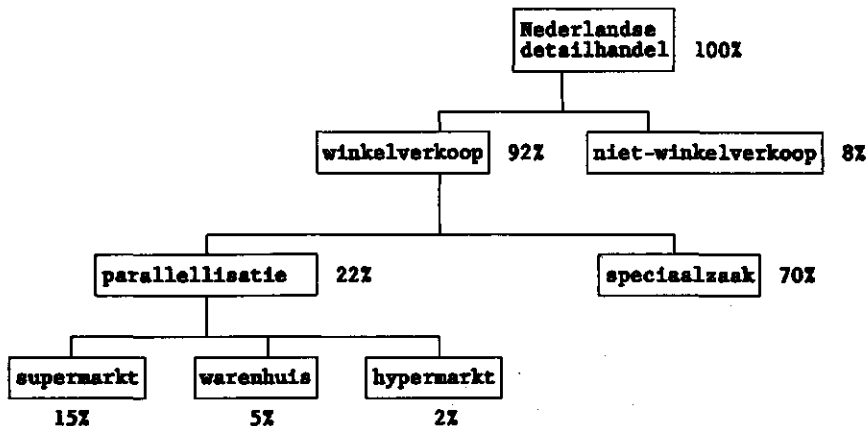 Nederlandse
detailhandel 100%
winkelverkoop 92% niet-winkelverkoop 8%
parallellisatie 22% speciaalzaak 70%
supermarkt warenhuis hypermarkt
15% 5% 2%